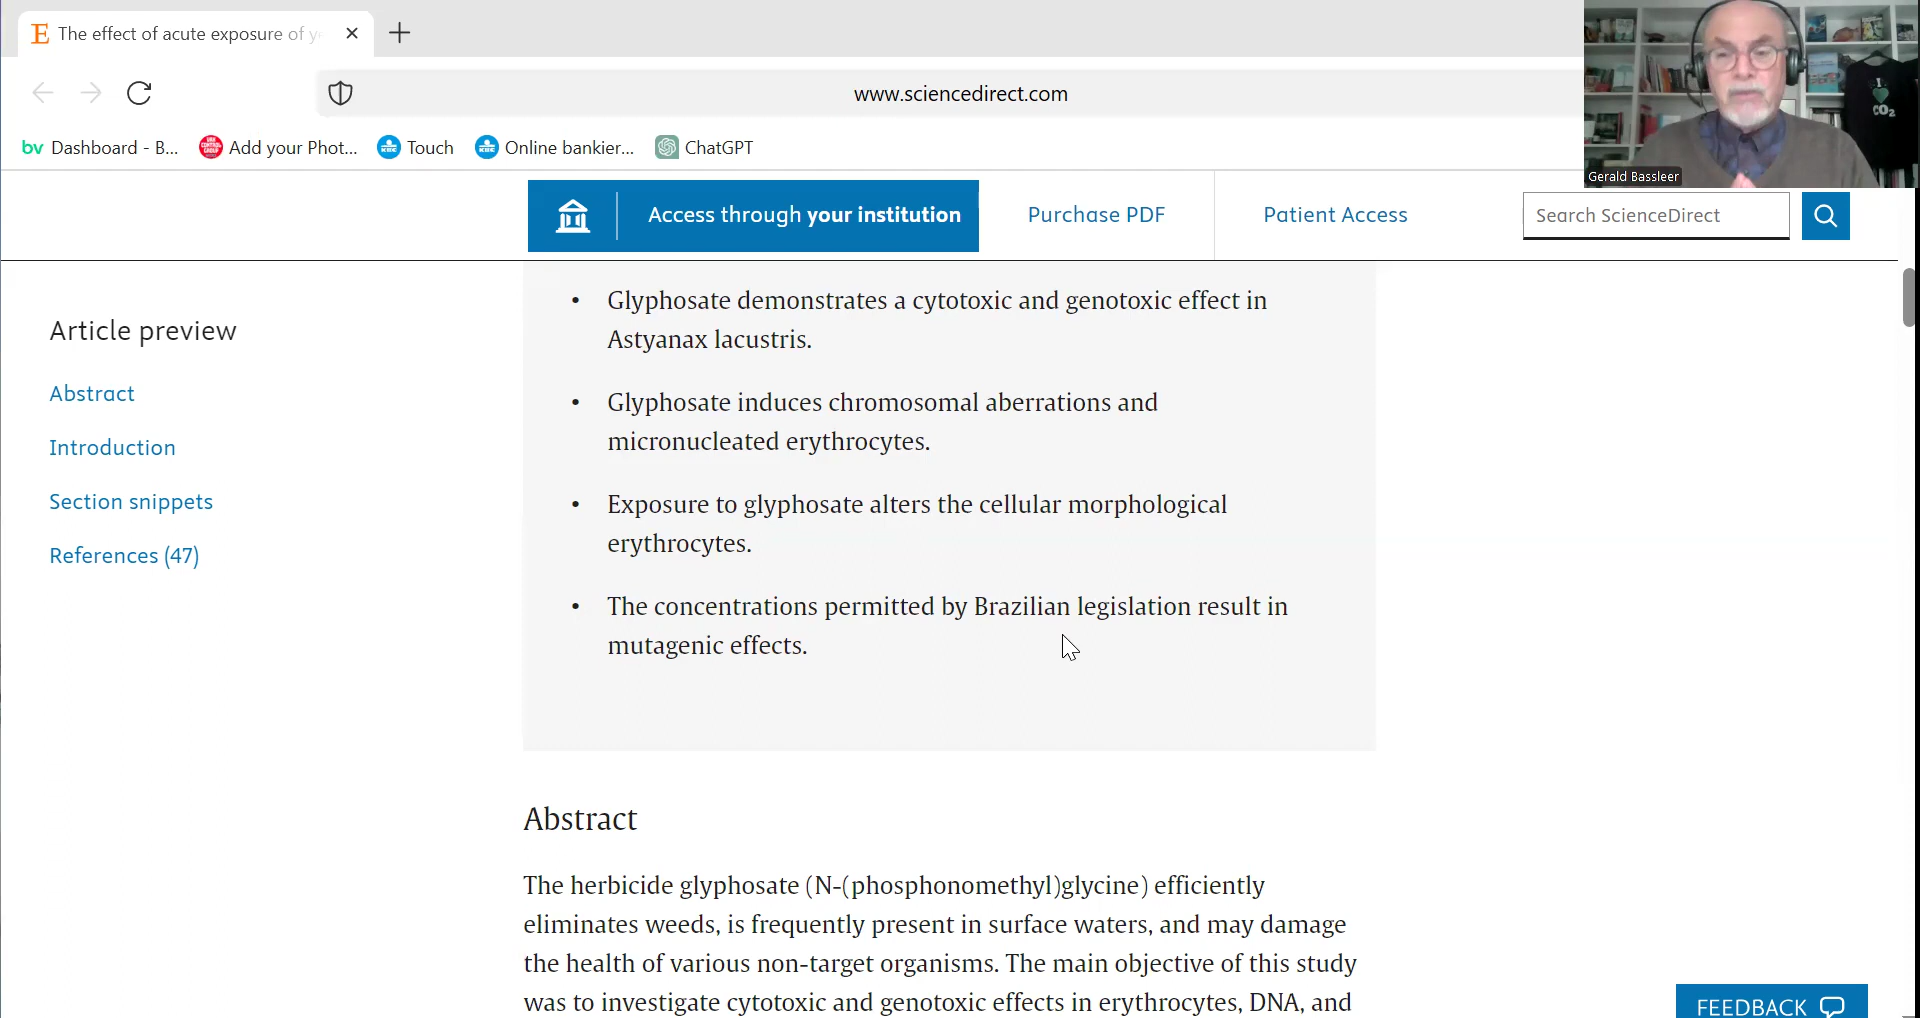 The effect of acute exposure of ye
www.sciencedirect.com
bv Dashboard - B...
Add your Phot...
Touch
Online bankier...
ChatGPT
I
CO₂
Gerald Bassleer
Access through your institution
Purchase PDF
Patient Access
Search ScienceDirect
Article preview
Abstract
Introduction
Section snippets
References (47)
• Glyphosate demonstrates a cytotoxic and genotoxic effect in
Astyanax lacustris.
• Glyphosate induces chromosomal aberrations and
micronucleated erythrocytes.
• Exposure to glyphosate alters the cellular morphological
erythrocytes.
• The concentrations permitted by Brazilian legislation result in
mutagenic effects.
Abstract
The herbicide glyphosate (N-(phosphonomethyl)glycine) efficiently
eliminates weeds, is frequently present in surface waters, and may damage
the health of various non-target organisms. The main objective of this study
was to investigate cytotoxic and genotoxic effects in erythrocytes, DNA, and
FEEDBACK